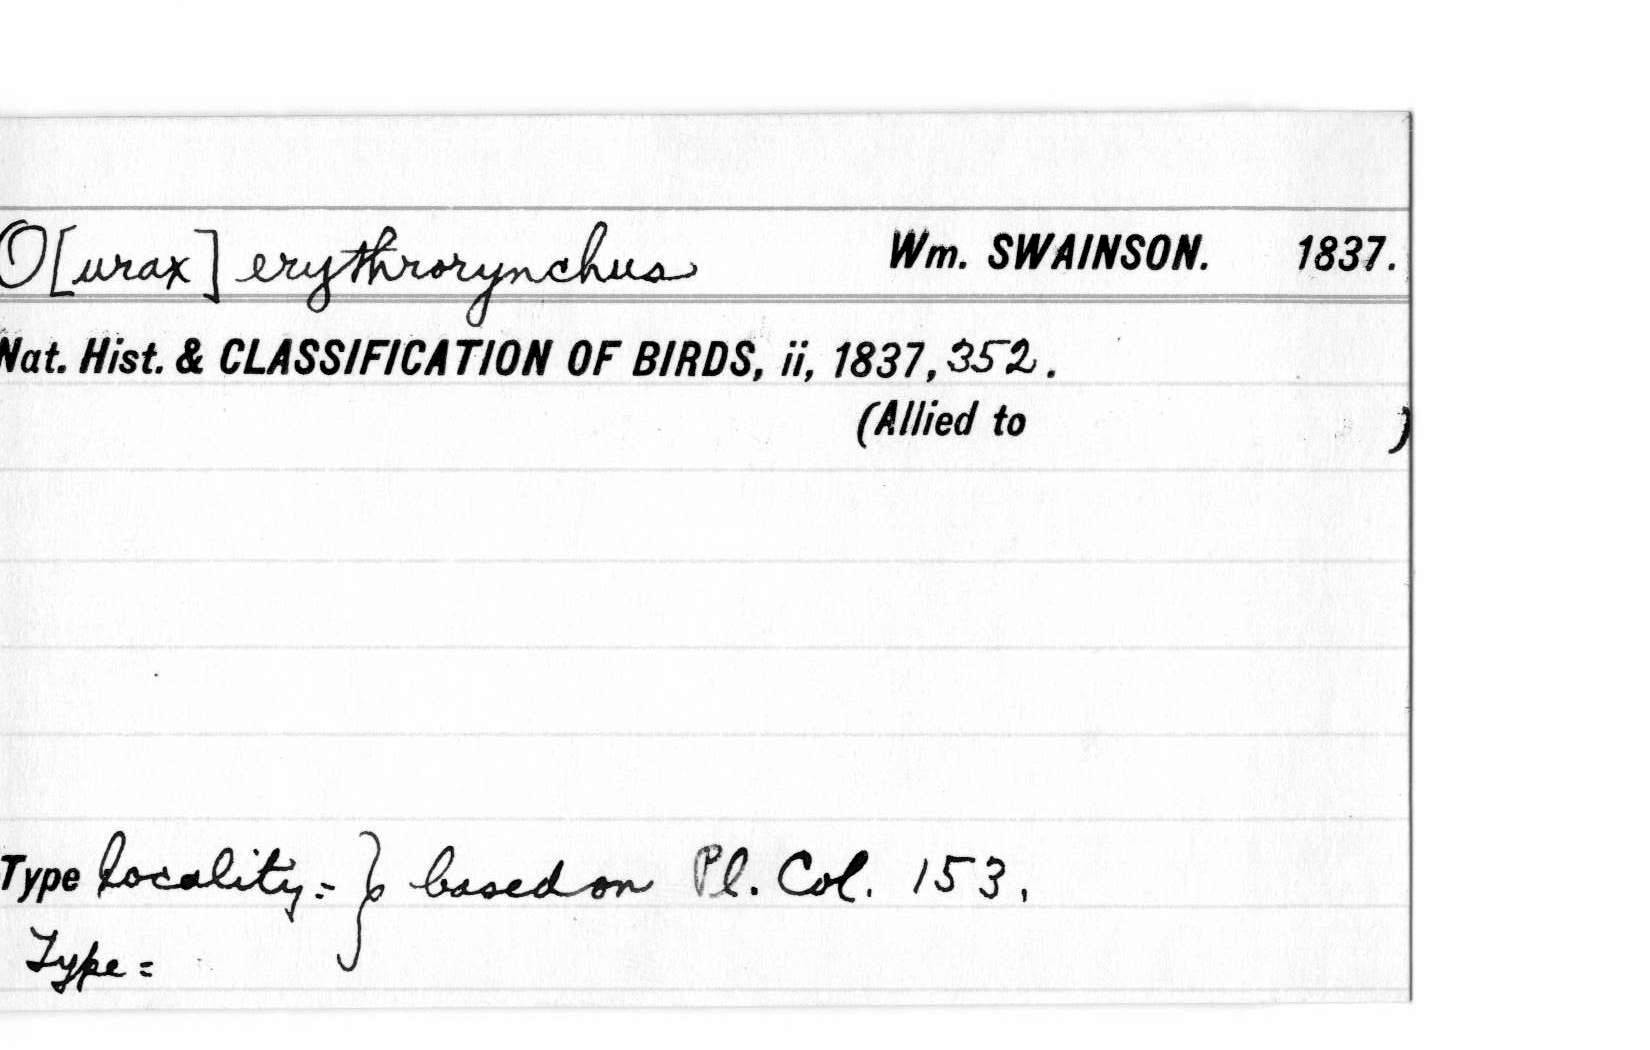 O[urax] erythrorynchus Wm. SWAINSON. 1837.
Nat. Hist. & CLASSIFICATION OF BIRDS, ii, 1837, 352.
(Allied to )
Type locality = } based on Pl. Col. 153.
Type =